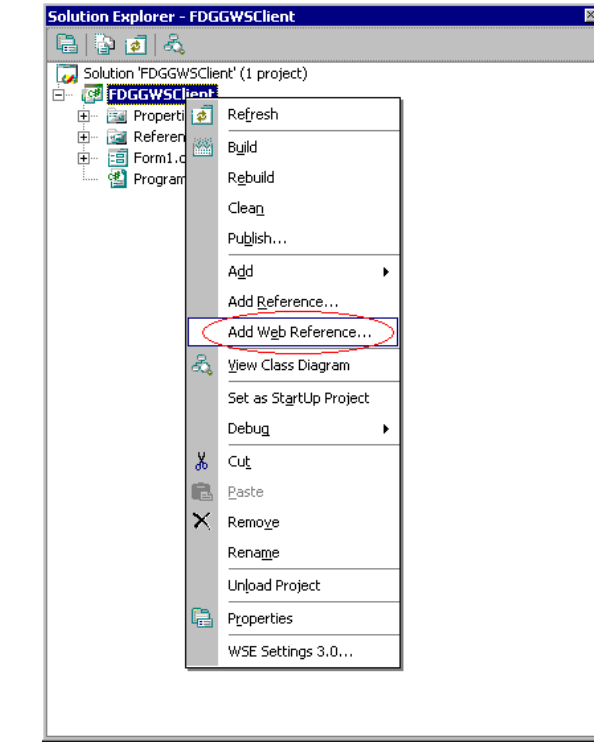 Solution Explorer - FDGGWSClient
Solution 'FDGGWSClient' (1 project)
FDGGWSClient
Properti
Referen
Form1.c
Program
Refresh
Build
Rebuild
Clean
Publish...
Add
Add Reference...
Add Web Reference...
View Class Diagram
Set as StartUp Project
Debug
Cut
Paste
Remove
Rename
Unload Project
Properties
WSE Settings 3.0...